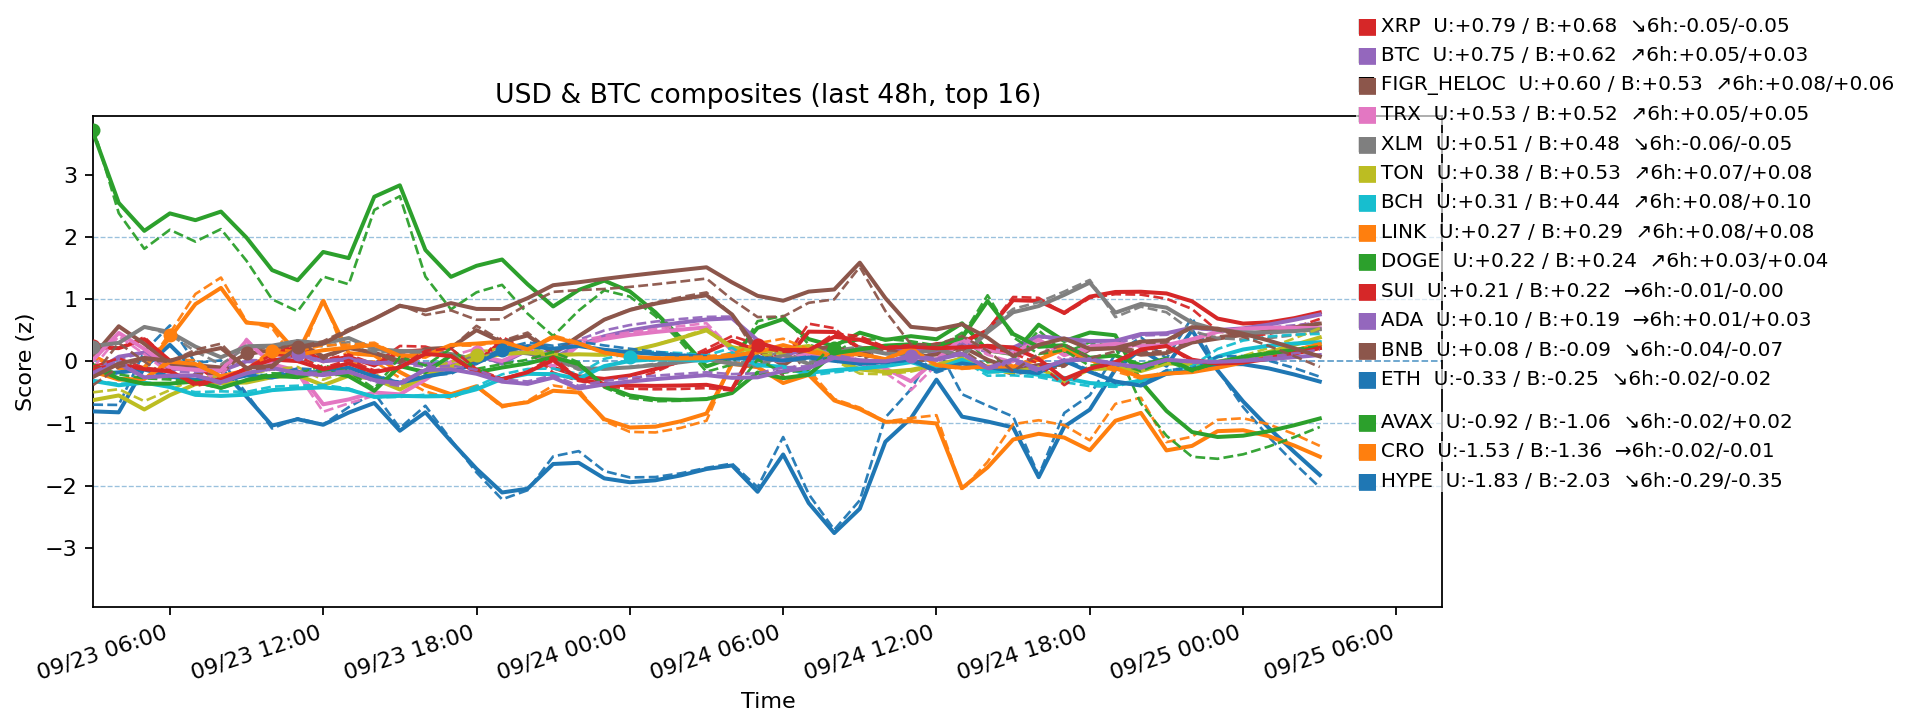 USD & BTC composites (last 48h, top 16)
XRP  U:+0.79 / B:+0.68  ↘6h:-0.05/-0.05
BTC  U:+0.75 / B:+0.62  ↗6h:+0.05/+0.03
FIGR_HELOC  U:+0.60 / B:+0.53  ↗6h:+0.08/+0.06
TRX  U:+0.53 / B:+0.52  ↗6h:+0.05/+0.05
XLM  U:+0.51 / B:+0.48  ↘6h:-0.06/-0.05
TON  U:+0.38 / B:+0.53  ↗6h:+0.07/+0.08
BCH  U:+0.31 / B:+0.44  ↗6h:+0.08/+0.10
LINK  U:+0.27 / B:+0.29  ↗6h:+0.08/+0.08
DOGE  U:+0.22 / B:+0.24  ↗6h:+0.03/+0.04
SUI  U:+0.21 / B:+0.22  →6h:-0.01/-0.00
ADA  U:+0.10 / B:+0.19  →6h:+0.01/+0.03
BNB  U:+0.08 / B:-0.09  ↘6h:-0.04/-0.07
ETH  U:-0.33 / B:-0.25  ↘6h:-0.02/-0.02
AVAX  U:-0.92 / B:-1.06  ↘6h:-0.02/+0.02
CRO  U:-1.53 / B:-1.36  →6h:-0.02/-0.01
HYPE  U:-1.83 / B:-2.03  ↘6h:-0.29/-0.35
Score (z)
3
2
1
0
−1
−2
−3
09/23 06:00
09/23 12:00
09/23 18:00
09/24 00:00
09/24 06:00
09/24 12:00
09/24 18:00
09/25 00:00
09/25 06:00
Time